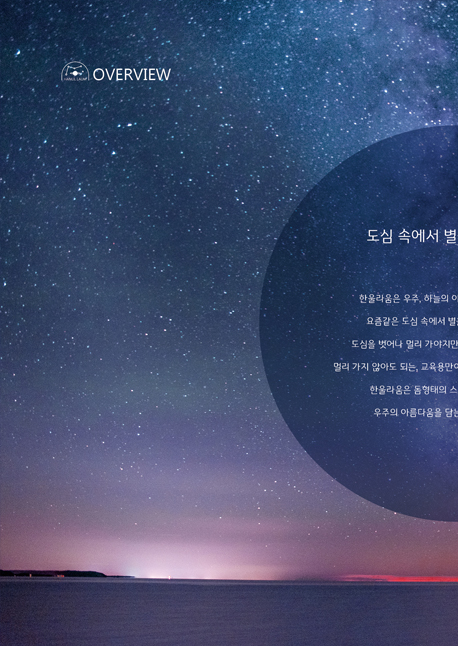 OVERVIEW
도심 속에서 별
한울라움은 우주, 하늘의 아
요즘같은 도심 속에서 별을
도심을 벗어나 멀리 가야지만
멀리 가지 않아도 되는, 교육용만이
한울라움은 돔형태의 스
우주의 아름다움을 담는